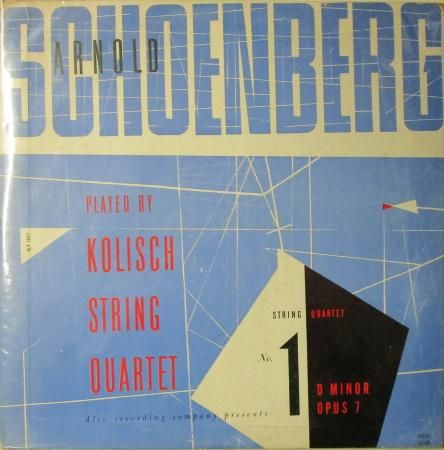 SCHOENBERG
ARNOLD
PLAYED BY
KOLISCH
STRING
QUARTET
STRING QUARTET
No. 1
D MINOR
OPUS 7
Alco recording company presents